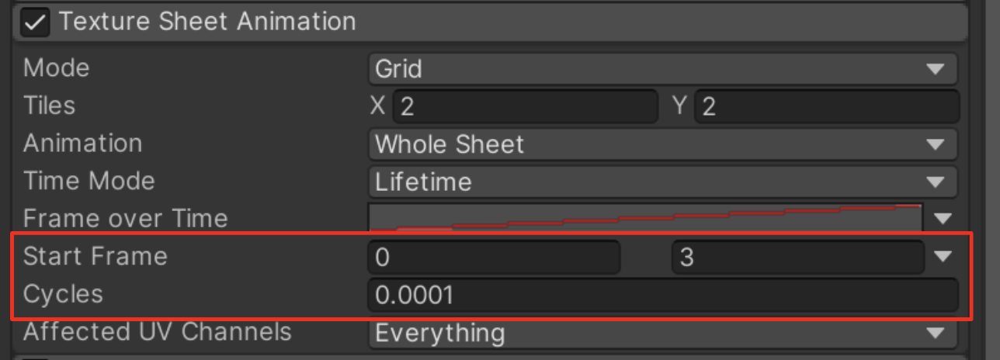 Texture Sheet Animation
Mode Grid
Tiles X 2 Y 2
Animation Whole Sheet
Time Mode Lifetime
Frame over Time
Start Frame 0 3
Cycles 0.0001
Affected UV Channels Everything